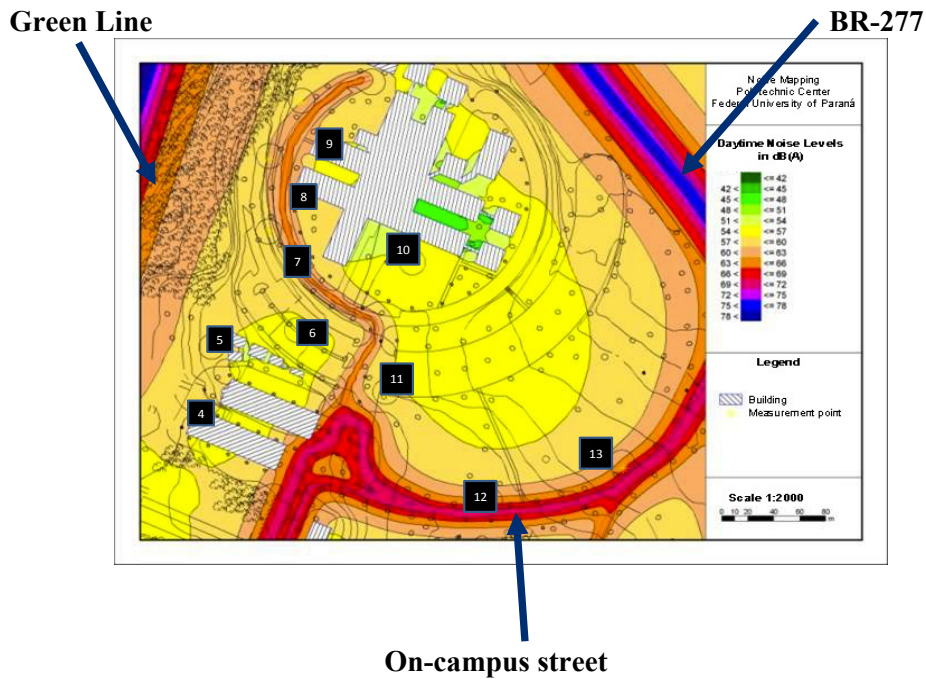 Green Line
BR-277
Noise Mapping
Polytechnic Center
Federal University of Paraná
Daytime Noise Levels
in dB(A)
<= 42
42 < <= 45
45 < <= 48
48 < <= 51
51 < <= 54
54 < <= 57
57 < <= 60
60 < <= 63
63 < <= 66
66 < <= 69
69 < <= 72
72 < <= 75
75 < <= 78
78 <
9
8
10
7
6
5
11
4
13
12
Legend
Building
Measurement point
Scale 1:2000
0 10 20 40 60 80
m
On-campus street